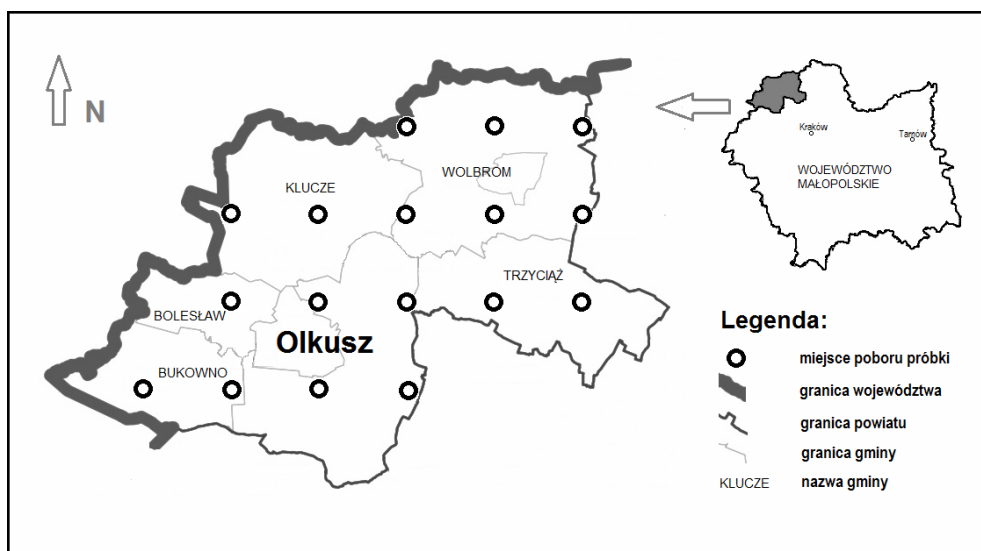 N
KLUCZE
WOLBROM
TRZYCIĄŻ
BOLESŁAW
Olkusz
BUKOWNO
Kraków
Tarnów
WOJEWÓDZTWO
MAŁOPOLSKIE
Legenda:
miejsce poboru próbki
granica województwa
granica powiatu
granica gminy
KLUCZE nazwa gminy